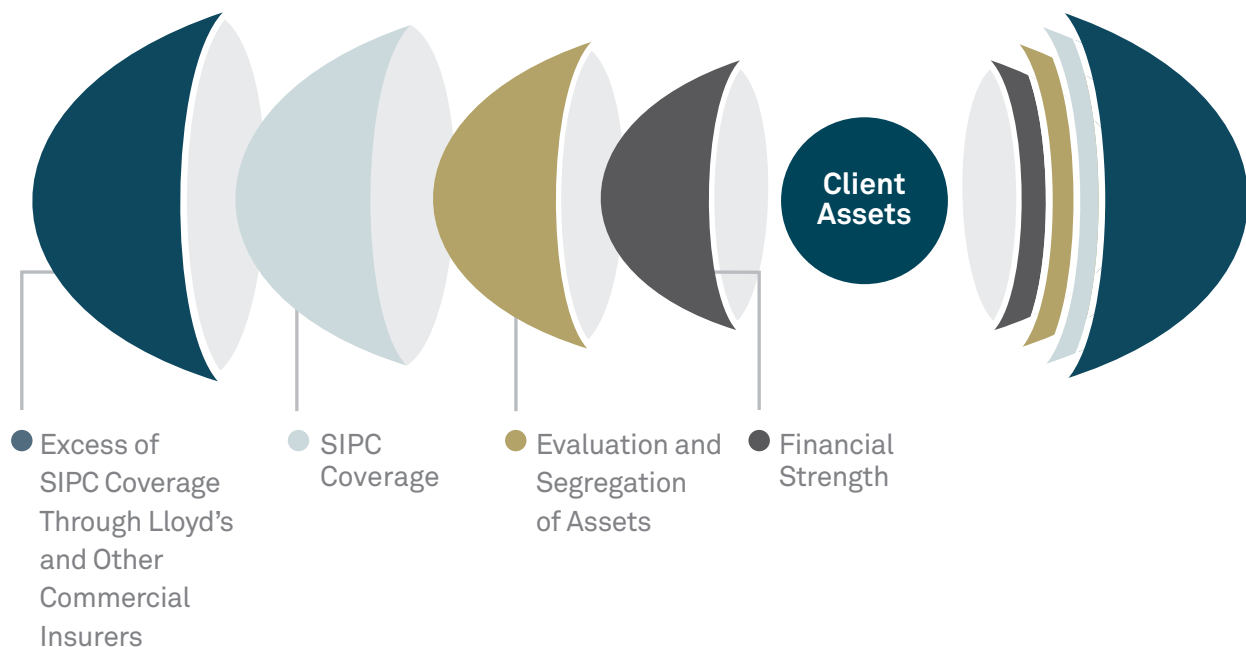 Client
Assets
Excess of
SIPC Coverage
Through Lloyd’s
and Other
Commercial
Insurers
SIPC
Coverage
Evaluation and
Segregation
of Assets
Financial
Strength